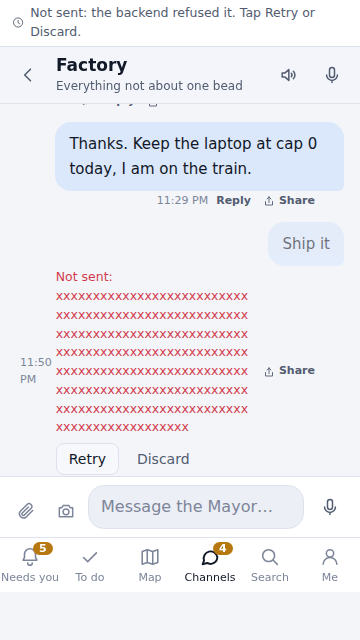 Not sent: the backend refused it. Tap Retry or
Discard.
Factory
Everything not about one bead
Thanks. Keep the laptop at cap 0
today, I am on the train.
11:29 PM Reply Share
Ship it
Not sent:
xxxxxxxxxxxxxxxxxxxxxxxxxx
xxxxxxxxxxxxxxxxxxxxxxxxxx
xxxxxxxxxxxxxxxxxxxxxxxxxx
xxxxxxxxxxxxxxxxxxxxxxxxxx
xxxxxxxxxxxxxxxxxxxxxxxxxx
xxxxxxxxxxxxxxxxxxxxxxxxxx
xxxxxxxxxxxxxxxxxxxxxxxxxx
xxxxxxxxxxxxxxxxxx
11:50
PM
Share
Retry Discard
Message the Mayor...
5 4
Needs you To do Map Channels Search Me